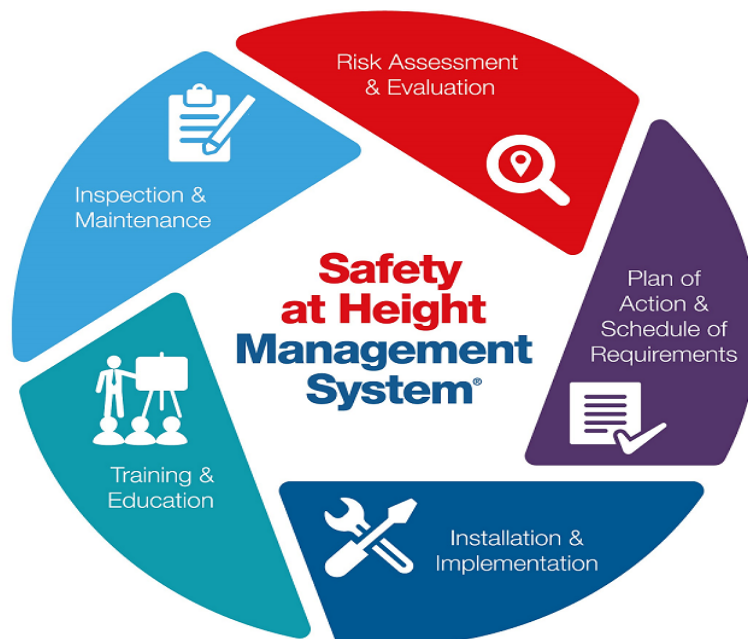 Risk Assessment
& Evaluation
Plan of
Action &
Schedule of
Requirements
Installation &
Implementation
Training &
Education
Inspection &
Maintenance
Safety
at Height
Management
System®